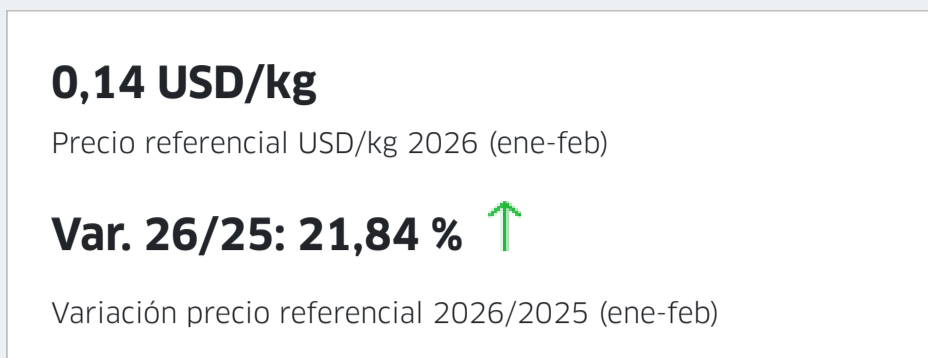 0,14 USD/kg
Precio referencial USD/kg 2026 (ene-feb)
Var. 26/25: 21,84 %
Variación precio referencial 2026/2025 (ene-feb)